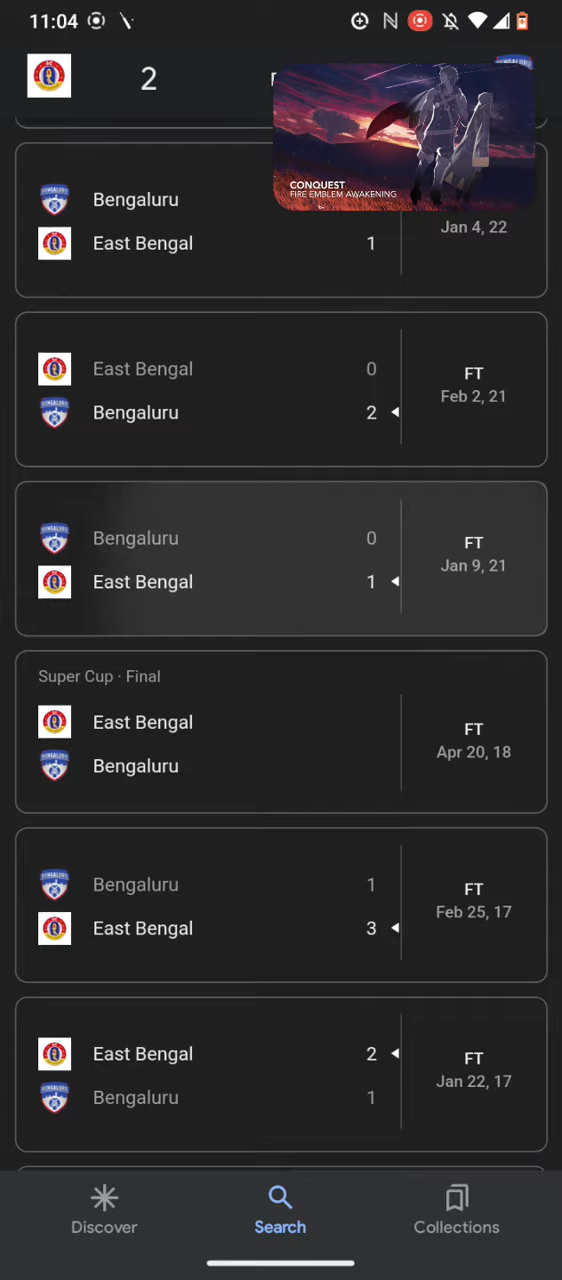 11:04
2
CONQUEST
FIRE EMBLEM AWAKENING
Bengaluru
East Bengal 1
Jan 4, 22
East Bengal 0
Bengaluru 2
FT
Feb 2, 21
Bengaluru 0
East Bengal 1
FT
Jan 9, 21
Super Cup · Final
East Bengal
Bengaluru
FT
Apr 20, 18
Bengaluru 1
East Bengal 3
FT
Feb 25, 17
East Bengal 2
Bengaluru 1
FT
Jan 22, 17
Discover
Search
Collections